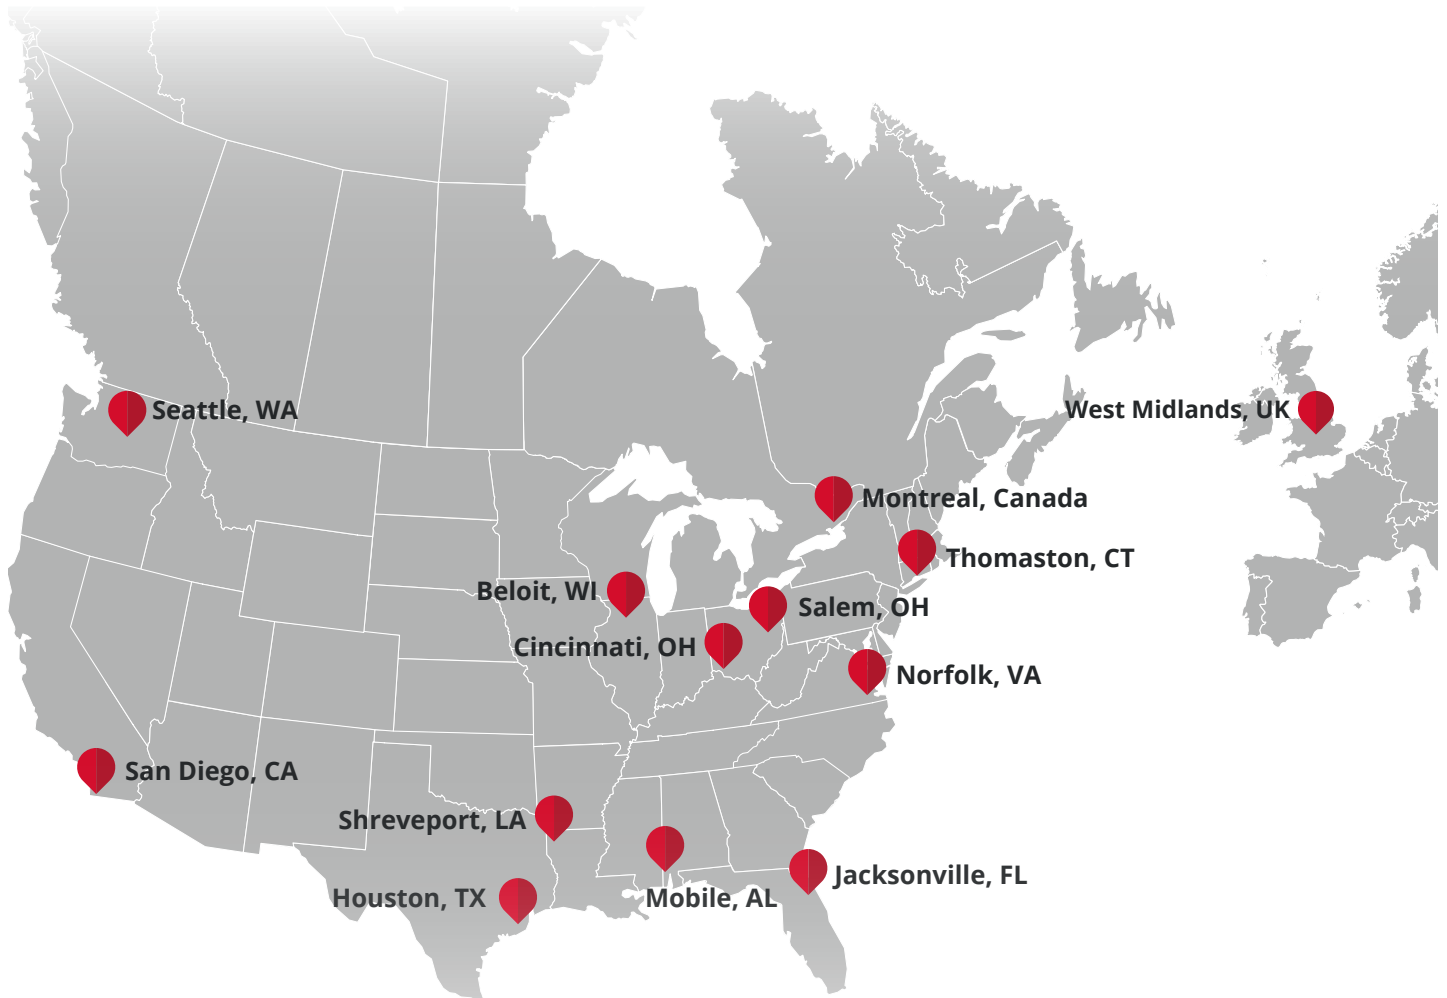 Seattle, WA
West Midlands, UK
Montreal, Canada
Thomaston, CT
Beloit, WI
Salem, OH
Cincinnati, OH
Norfolk, VA
San Diego, CA
Shreveport, LA
Jacksonville, FL
Houston, TX
Mobile, AL